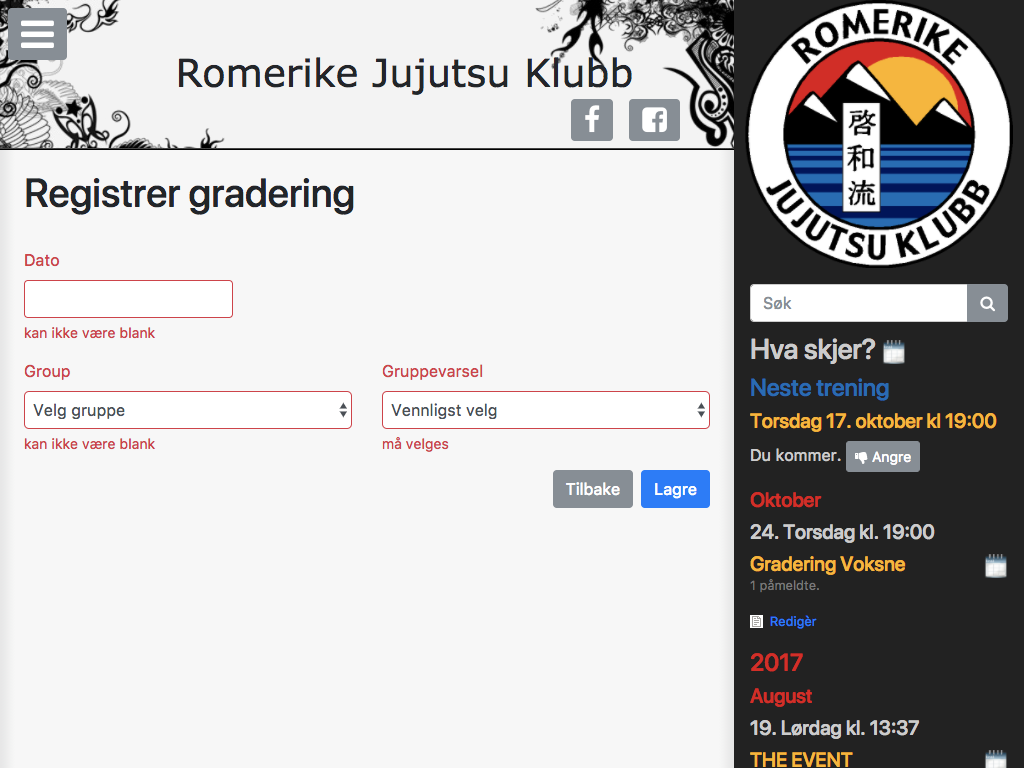 Romerike Jujutsu Klubb
Registrer gradering
Dato
kan ikke være blank
Group
Velg gruppe
kan ikke være blank
Gruppevarsel
Vennligst velg
må velges
Tilbake
Lagre
ROMERIKE
啓和流
JUJUTSU KLUBB
Søk
Hva skjer?
Neste trening
Torsdag 17. oktober kl 19:00
Du kommer. Angre
Oktober
24. Torsdag kl. 19:00
Gradering Voksne
1 påmeldte.
Redigèr
2017
August
19. Lørdag kl. 13:37
THE EVENT